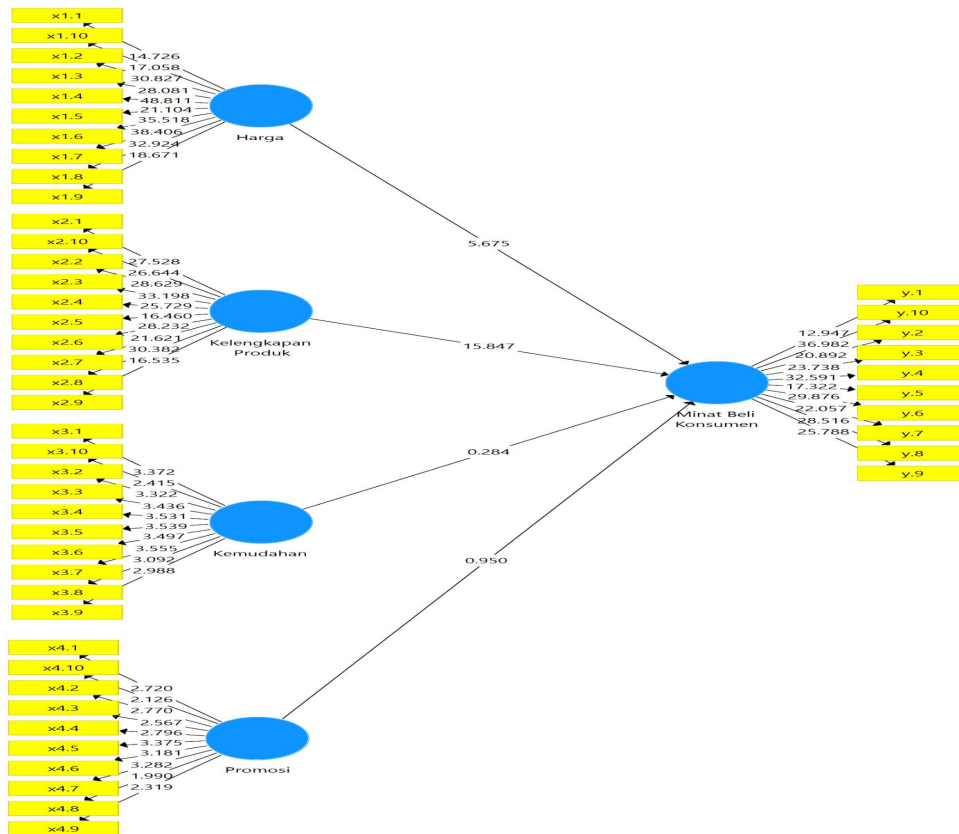 x1.1
x1.10
x1.2
x1.3
x1.4
x1.5
x1.6
x1.7
x1.8
x1.9
14.726
17.058
30.827
28.081
48.811
21.104
35.518
38.406
32.924
18.671
Harga
x2.1
x2.10
x2.2
x2.3
x2.4
x2.5
x2.6
x2.7
x2.8
x2.9
27.528
26.644
28.629
33.198
25.729
16.460
28.232
21.621
30.382
16.535
Kelengkapan
Produk
x3.1
x3.10
x3.2
x3.3
x3.4
x3.5
x3.6
x3.7
x3.8
x3.9
3.372
2.415
3.322
3.436
3.531
3.539
3.497
3.555
3.092
2.988
Kemudahan
x4.1
x4.10
x4.2
x4.3
x4.4
x4.5
x4.6
x4.7
x4.8
x4.9
2.720
2.126
2.770
2.567
2.796
3.375
3.181
3.282
1.990
2.319
Promosi
5.675
15.847
0.284
0.950
Minat Beli
Konsumen
12.947
36.982
20.892
23.738
32.591
17.322
29.876
22.057
28.516
25.788
y.1
y.10
y.2
y.3
y.4
y.5
y.6
y.7
y.8
y.9